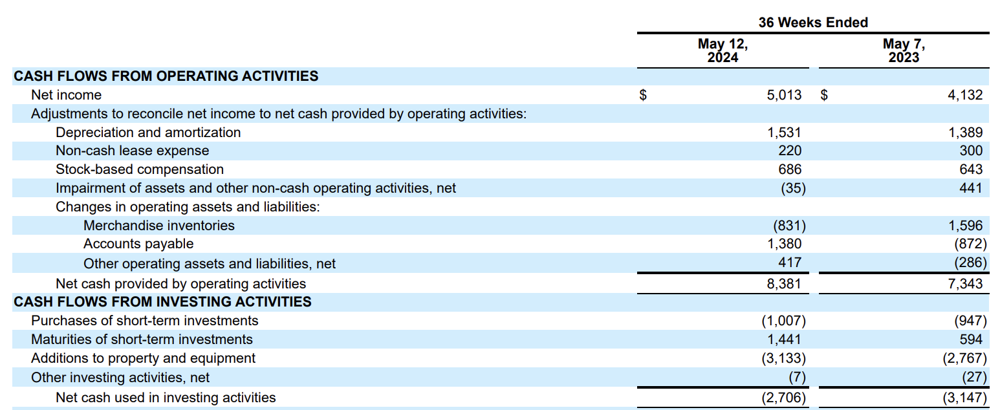 36 Weeks Ended
May 12, 2024 May 7, 2023
CASH FLOWS FROM OPERATING ACTIVITIES
Net income $ 5,013 $ 4,132
Adjustments to reconcile net income to net cash provided by operating activities:
Depreciation and amortization 1,531 1,389
Non-cash lease expense 220 300
Stock-based compensation 686 643
Impairment of assets and other non-cash operating activities, net (35) 441
Changes in operating assets and liabilities:
Merchandise inventories (831) 1,596
Accounts payable 1,380 (872)
Other operating assets and liabilities, net 417 (286)
Net cash provided by operating activities 8,381 7,343
CASH FLOWS FROM INVESTING ACTIVITIES
Purchases of short-term investments (1,007) (947)
Maturities of short-term investments 1,441 594
Additions to property and equipment (3,133) (2,767)
Other investing activities, net (7) (27)
Net cash used in investing activities (2,706) (3,147)